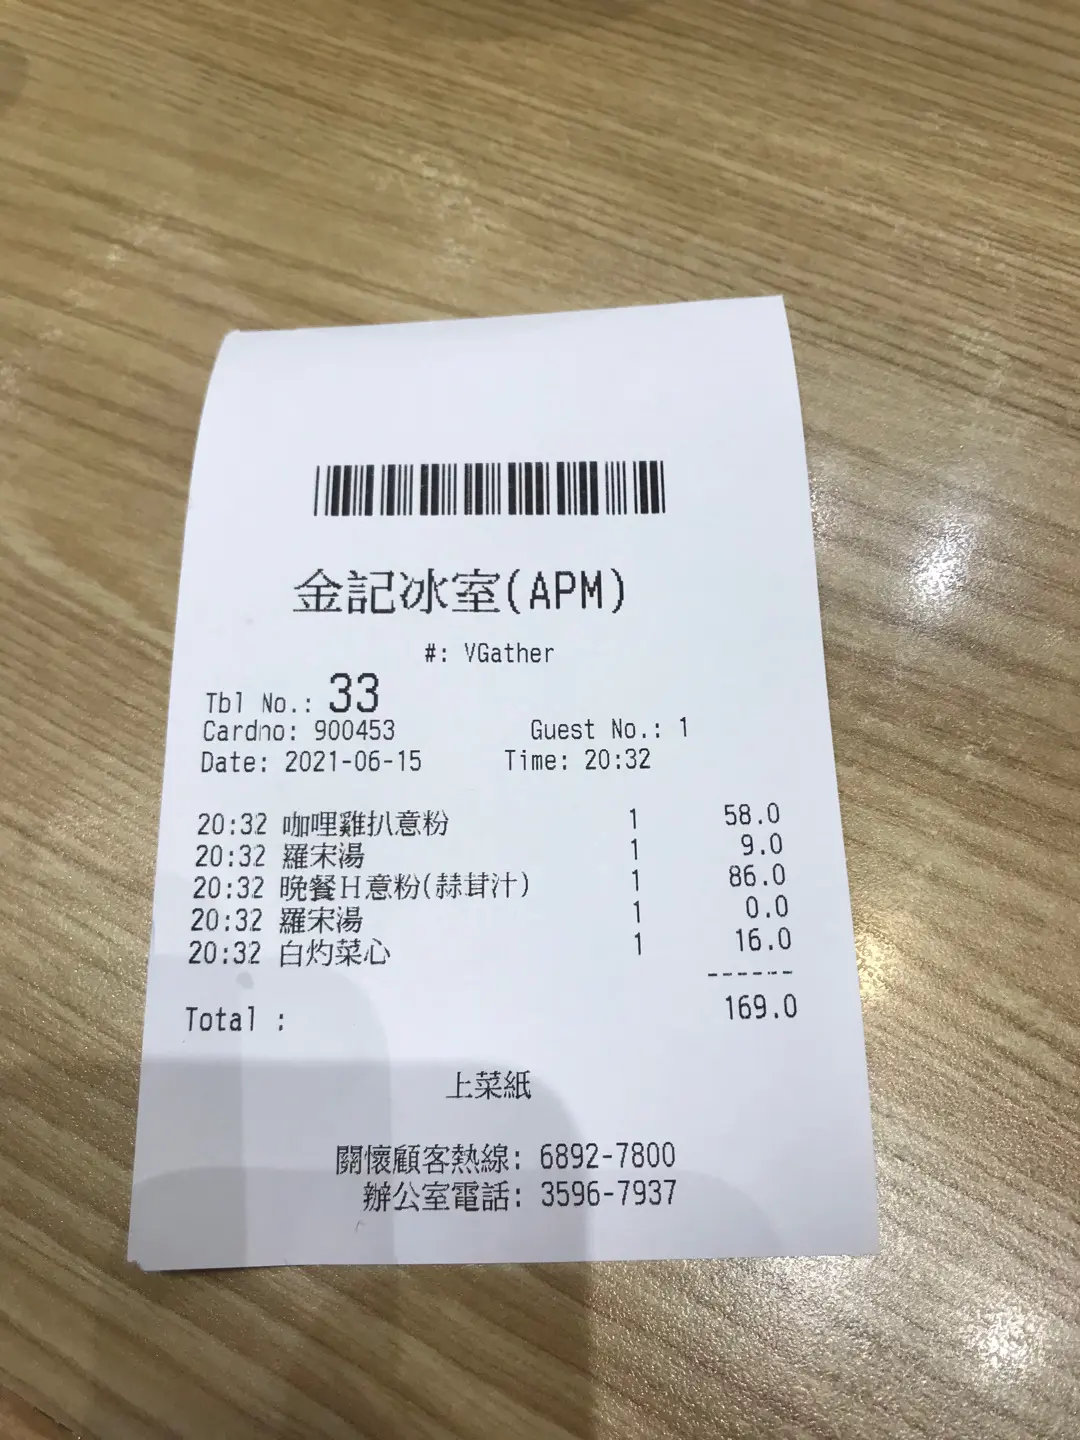 金記冰室(APM)
#: VGather
Tbl No.: 33
Cardno: 900453 Guest No.: 1
Date: 2021-06-15 Time: 20:32
20:32 咖哩雞扒意粉 1 58.0
20:32 羅宋湯 1 9.0
20:32 晚餐H意粉(蒜茸汁) 1 86.0
20:32 羅宋湯 1 0.0
20:32 白灼菜心 1 16.0
------
Total : 169.0
上菜紙
關懷顧客熱線: 6892-7800
辦公室電話: 3596-7937